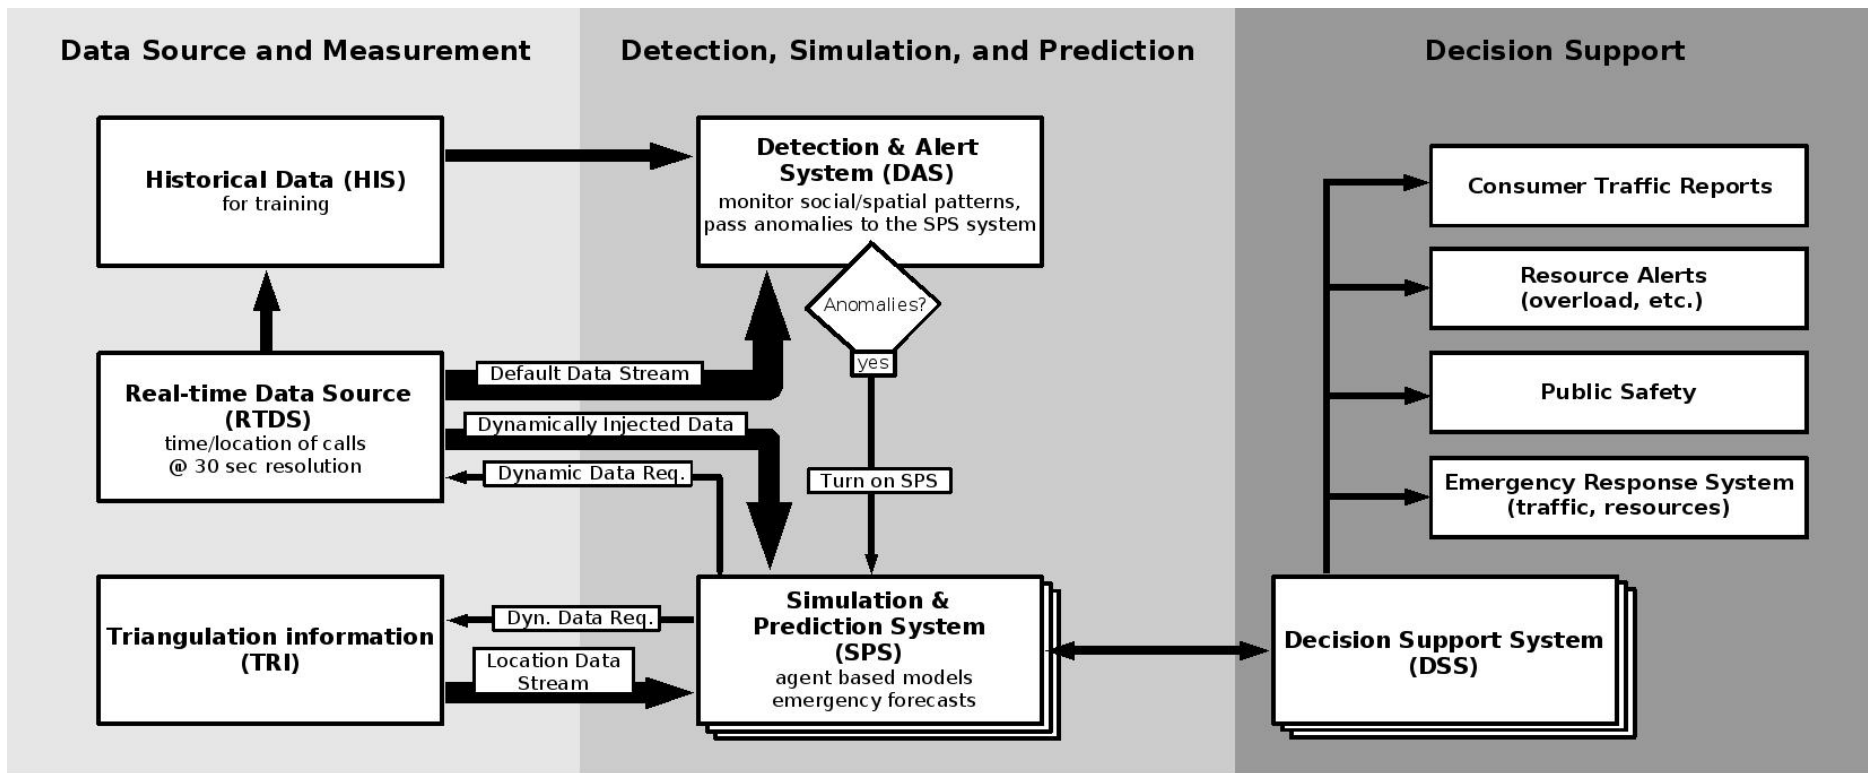 Data Source and Measurement
Detection, Simulation, and Prediction
Decision Support
Historical Data (HIS)
for training
Detection & Alert
System (DAS)
monitor social/spatial patterns,
pass anomalies to the SPS system
Anomalies?
yes
Turn on SPS
Real-time Data Source
(RTDS)
time/location of calls
@ 30 sec resolution
Default Data Stream
Dynamically Injected Data
Dynamic Data Req.
Triangulation information
(TRI)
Dyn. Data Req.
Location Data
Stream
Simulation &
Prediction System
(SPS)
agent based models
emergency forecasts
Consumer Traffic Reports
Resource Alerts
(overload, etc.)
Public Safety
Emergency Response System
(traffic, resources)
Decision Support System
(DSS)